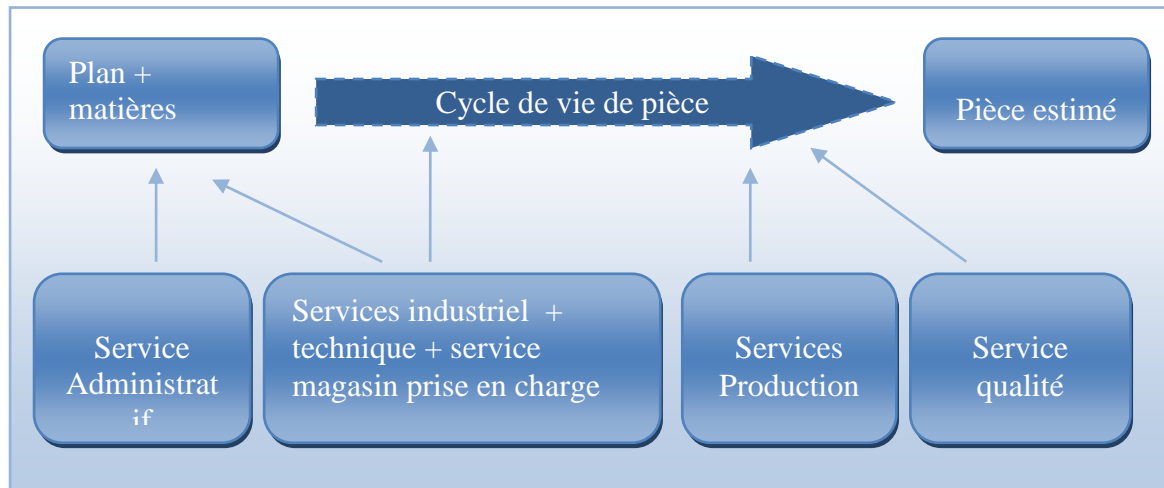 Plan +
matières
Cycle de vie de pièce
Pièce estimé
Service
Administrat
if
Services industriel + 
technique + service
magasin prise en charge
Services
Production
Service
qualité